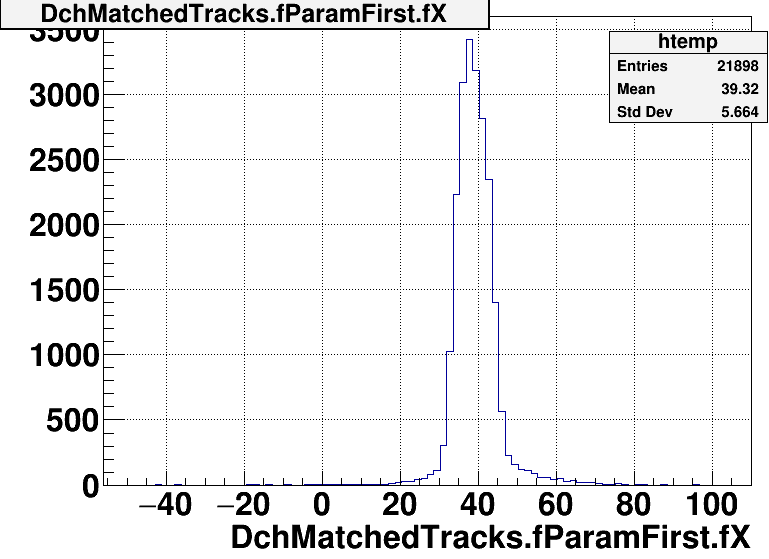 DchMatchedTracks.fParamFirst.fX
htemp
Entries 21898
Mean 39.32
Std Dev 5.664
3500
3000
2500
2000
1500
1000
500
0
−40 −20 0 20 40 60 80 100
DchMatchedTracks.fParamFirst.fX